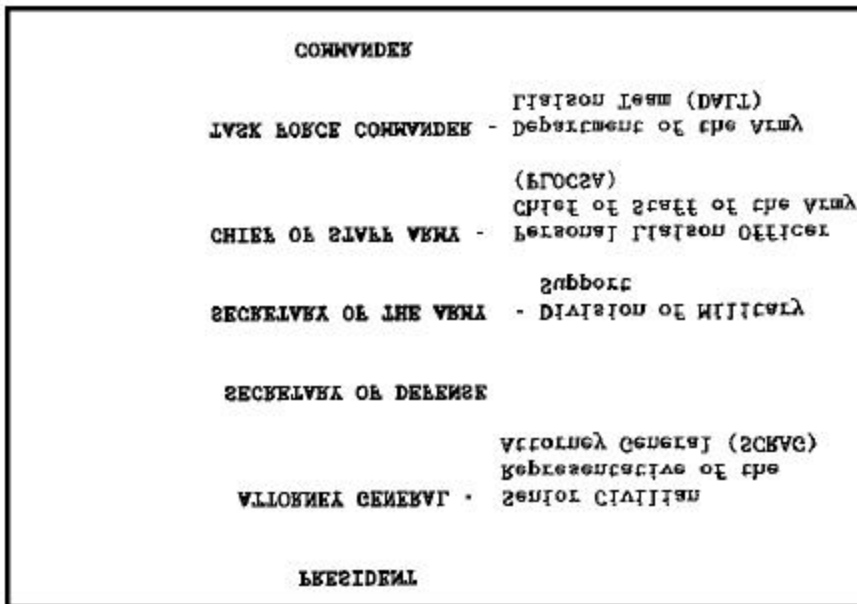 PRESIDENT
ATTORNEY GENERAL - Senior Civilian
Representative of the
Attorney General (SCRAG)
SECRETARY OF DEFENSE
SECRETARY OF THE ARMY - Division of Military
Support
CHIEF OF STAFF ARMY - Personal Liaison Officer
Chief of Staff of the Army
(PLOCSA)
TASK FORCE COMMANDER - Department of the Army
Liaison Team (DALT)
COMMANDER